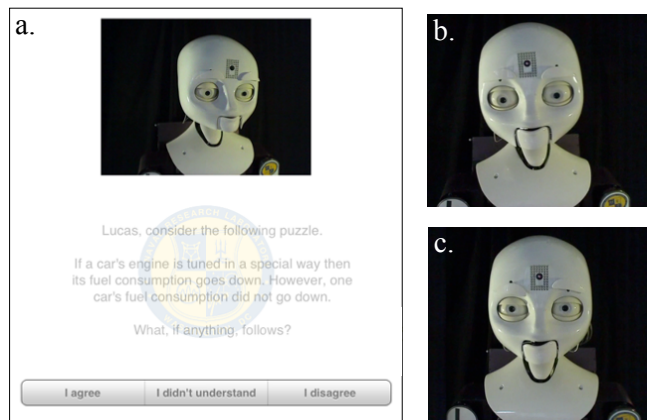 a.
Lucas, consider the following puzzle.
If a car's engine is tuned in a special way then
its fuel consumption goes down. However, one
car's fuel consumption did not go down.
What, if anything, follows?
I agree
I didn't understand
I disagree
b.
c.